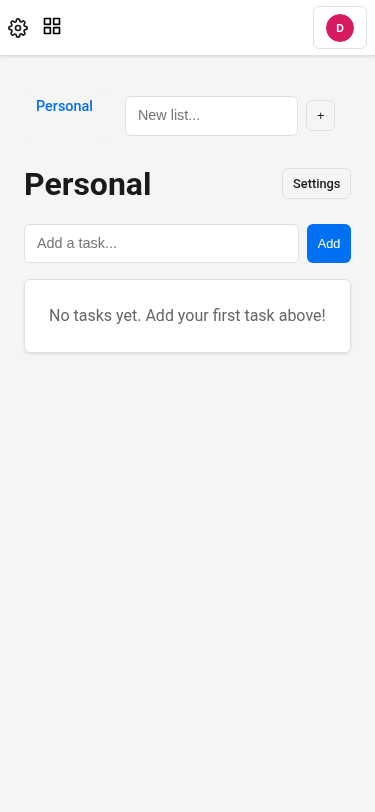 D
Personal
New list...
+
Personal
Settings
Add a task...
Add
No tasks yet. Add your first task above!